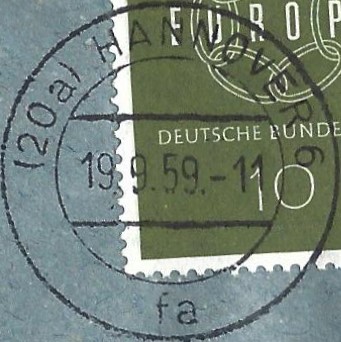 EUROP
(20a) HANNOVER 6
DEUTSCHE BUNDE
19.9.59.-11
10
fa